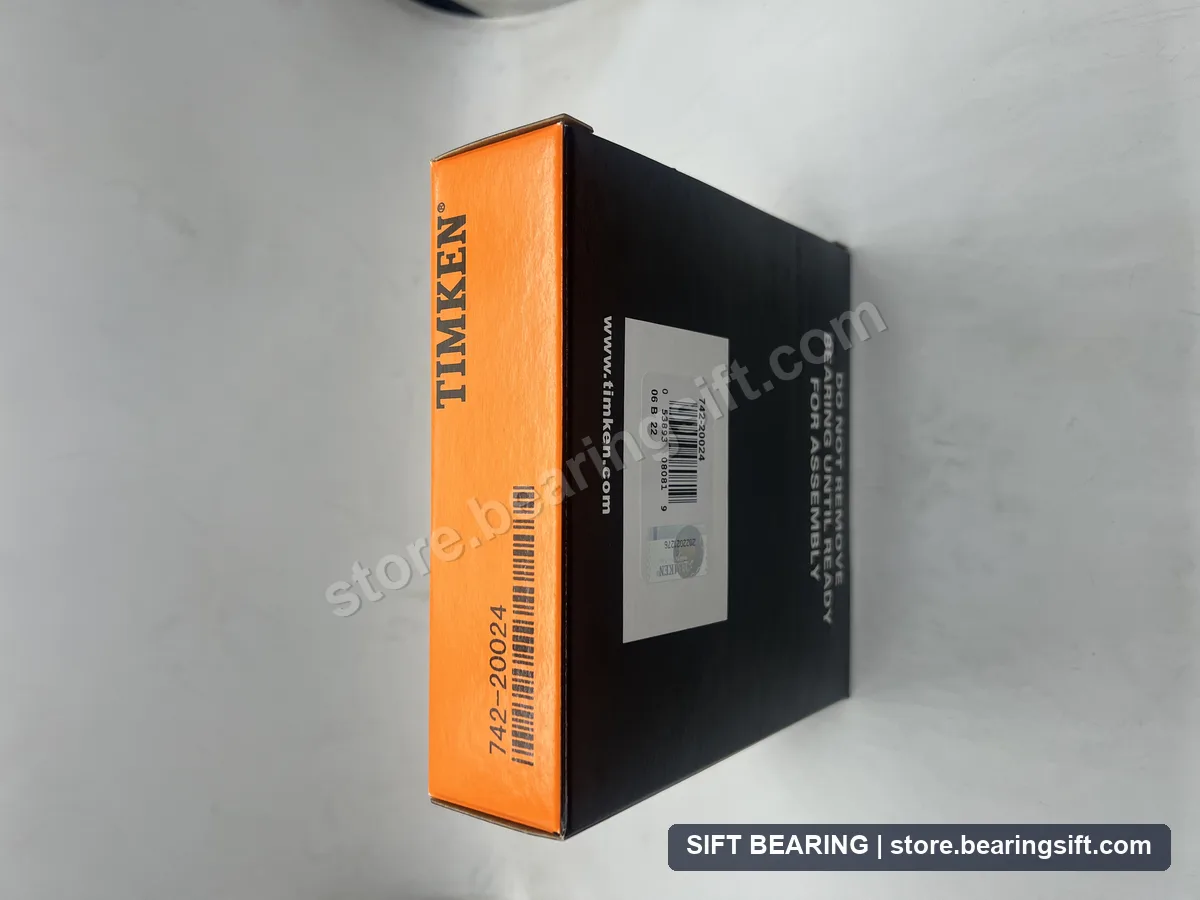 TIMKEN®
742-20024
www.timken.com
742-20024
0 53893 08081 9
06 B 22
TIMKEN
DO NOT REMOVE
BEARING UNTIL READY
FOR ASSEMBLY
store.bearingsift.com
SIFT BEARING | store.bearingsift.com